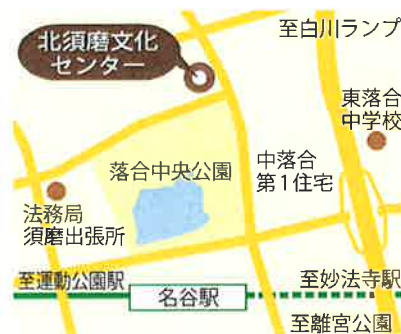 至白川ランプ
北須磨文化
センター
東落合
中学校
落合中央公園
中落合
第1住宅
法務局
須磨出張所
至運動公園駅
名谷駅
至妙法寺駅
至離宮公園